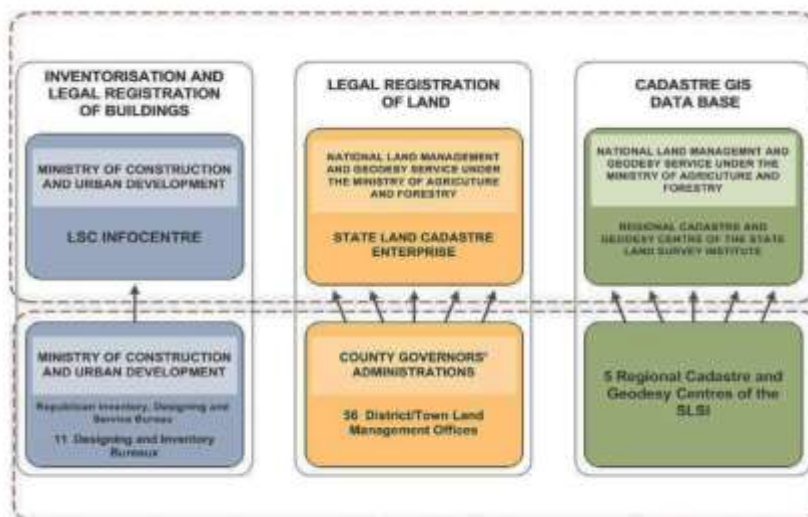 INVENTORISATION AND
LEGAL REGISTRATION
OF BUILDINGS
MINISTRY OF CONSTRUCTION
AND URBAN DEVELOPMENT
LSC INFOCENTRE
MINISTRY OF CONSTRUCTION
AND URBAN DEVELOPMENT
Republican Inventory, Designing and
Service Bureau
11 Designing and Inventory
Bureaux
LEGAL REGISTRATION
OF LAND
NATIONAL LAND MANAGEMENT
AND GEODESY SERVICE UNDER
THE MINISTRY OF AGRICUTURE
AND FORESTRY
STATE LAND CADASTRE
ENTERPRISE
COUNTY GOVERNORS'
ADMINISTRATIONS
56 District/Town Land
Management Offices
CADASTRE GIS
DATA BASE
NATIONAL LAND MANAGEMNT AND
GEODESY SERVICE UNDER THE
MINISTRY OF AGRICUTURE AND
FORESTRY
REGIONAL CADASTRE AND
GEODESY CENTRE OF THE STATE
LAND SURVEY INSTITUTE
5 Regional Cadastre and
Geodesy Centres of the
SLSI